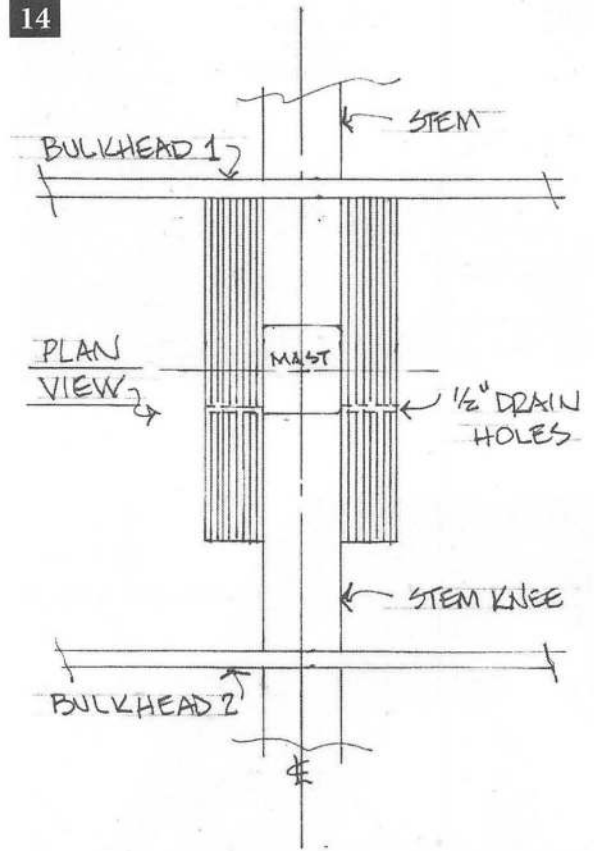 14
STEM
BULKHEAD 1
MAST
PLAN
VIEW
1/2" DRAIN
HOLES
STEM KNEE
BULKHEAD 2
℄